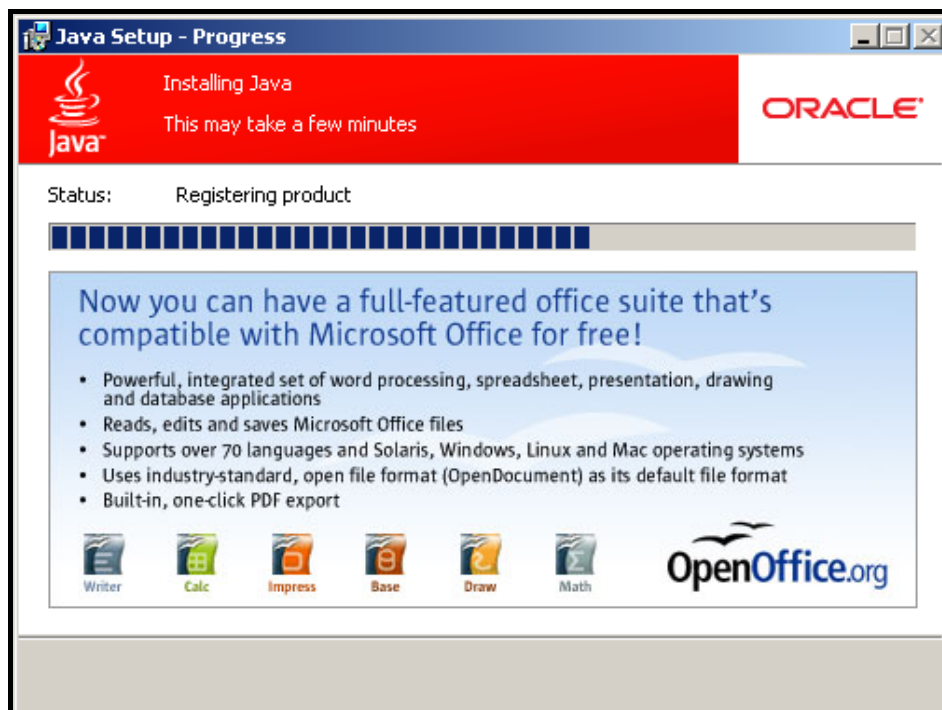 Java Setup - Progress
Installing Java
This may take a few minutes
Java™
ORACLE®
Status: Registering product
Now you can have a full-featured office suite that's
compatible with Microsoft Office for free!
• Powerful, integrated set of word processing, spreadsheet, presentation, drawing
and database applications
• Reads, edits and saves Microsoft Office files
• Supports over 70 languages and Solaris, Windows, Linux and Mac operating systems
• Uses industry-standard, open file format (OpenDocument) as its default file format
• Built-in, one-click PDF export
Writer Calc Impress Base Draw Math
OpenOffice.org